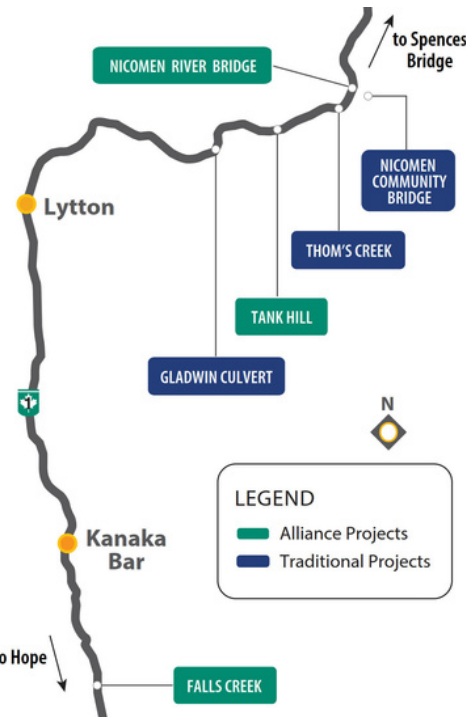 to Spences
Bridge
NICOMEN RIVER BRIDGE
NICOMEN
COMMUNITY
BRIDGE
Lytton
THOM'S CREEK
TANK HILL
GLADWIN CULVERT
1
N
LEGEND
Alliance Projects
Traditional Projects
Kanaka
Bar
o Hope
FALLS CREEK